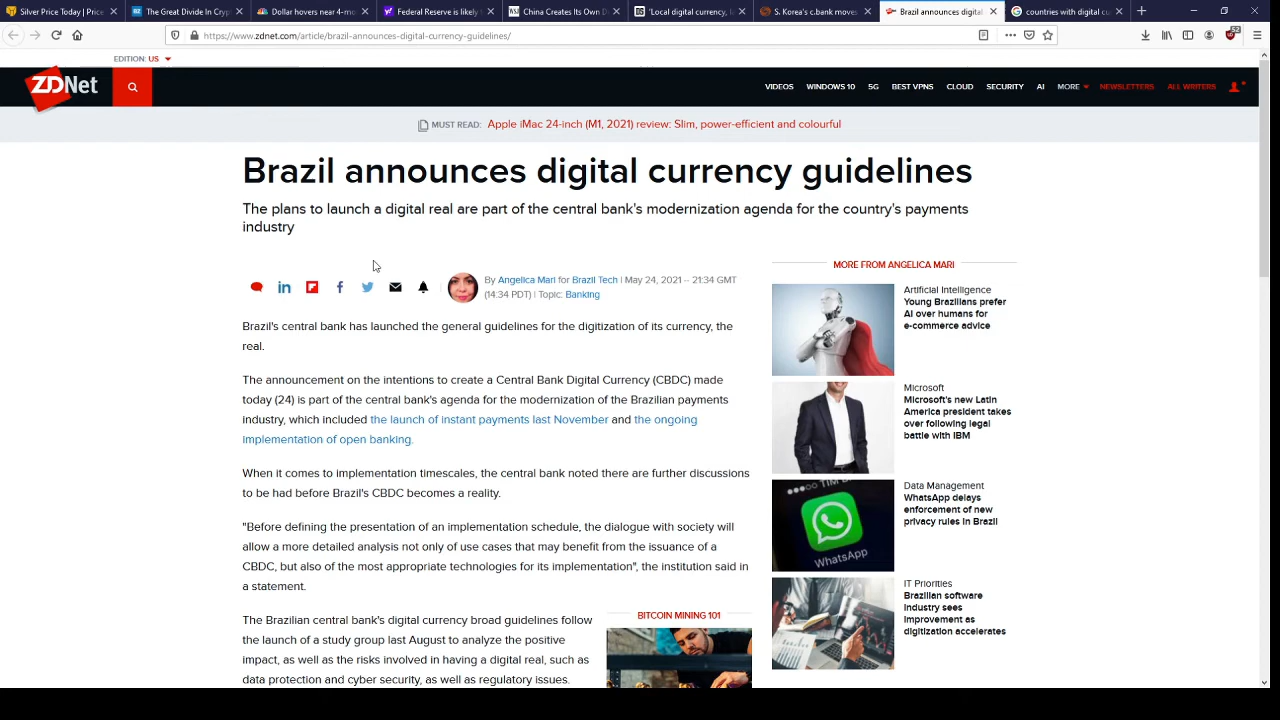 Silver Price Today | Price
The Great Divide In Cryp
Dollar hovers near 4-mo
Federal Reserve is likely
China Creates Its Own D
'Local digital currency, l
S. Korea's c.bank moves
Brazil announces digital
countries with digital cu
https://www.zdnet.com/article/brazil-announces-digital-currency-guidelines/
EDITION: US
ZDNet
VIDEOS WINDOWS 10 5G BEST VPNS CLOUD SECURITY AI MORE NEWSLETTERS ALL WRITERS
MUST READ: Apple iMac 24-inch (M1, 2021) review: Slim, power-efficient and colourful
Brazil announces digital currency guidelines
The plans to launch a digital real are part of the central bank's modernization agenda for the country's payments
industry
By Angelica Mari for Brazil Tech | May 24, 2021 -- 21:34 GMT
(14:34 PDT) | Topic: Banking
Brazil's central bank has launched the general guidelines for the digitization of its currency, the
real.
The announcement on the intentions to create a Central Bank Digital Currency (CBDC) made
today (24) is part of the central bank's agenda for the modernization of the Brazilian payments
industry, which included the launch of instant payments last November and the ongoing
implementation of open banking.
When it comes to implementation timescales, the central bank noted there are further discussions
to be had before Brazil's CBDC becomes a reality.
"Before defining the presentation of an implementation schedule, the dialogue with society will
allow a more detailed analysis not only of use cases that may benefit from the issuance of a
CBDC, but also of the most appropriate technologies for its implementation", the institution said in
a statement.
The Brazilian central bank's digital currency broad guidelines follow
the launch of a study group last August to analyze the positive
impact, as well as the risks involved in having a digital real, such as
data protection and cyber security, as well as regulatory issues.
BITCOIN MINING 101
MORE FROM ANGELICA MARI
Artificial Intelligence
Young Brazilians prefer
AI over humans for
e-commerce advice
Microsoft
Microsoft's new Latin
America president takes
over following legal
battle with IBM
WhatsApp
Data Management
WhatsApp delays
enforcement of new
privacy rules in Brazil
IT Priorities
Brazilian software
industry sees
improvement as
digitization accelerates